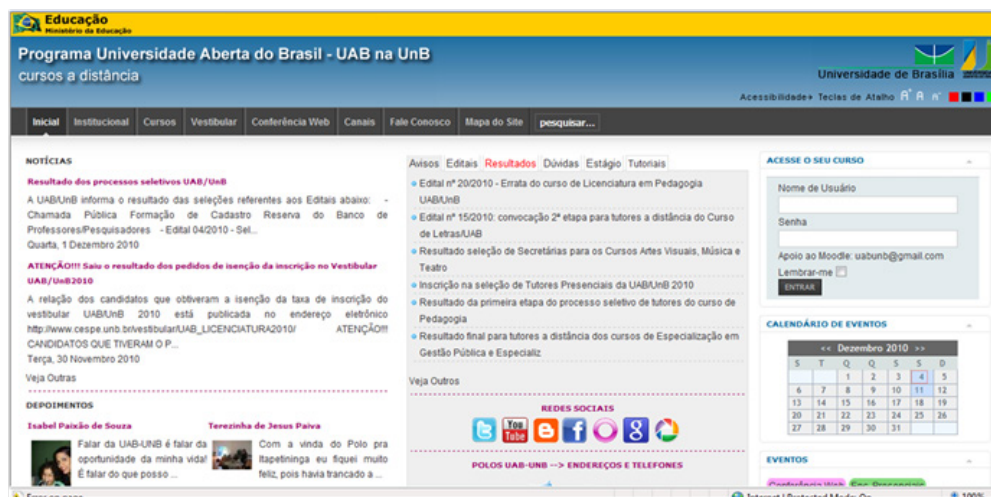 Educação
Ministério da Educação
Programa Universidade Aberta do Brasil - UAB na UnB
cursos a distância
Universidade de Brasília
Acessibilidade» Teclas de Atalho A+ A A-
Inicial Institucional Cursos Vestibular Conferência Web Canais Fale Conosco Mapa do Site pesquisar...
NOTÍCIAS
Resultado dos processos seletivos UAB/UnB
A UAB/UnB informa o resultado das seleções referentes aos Editais abaixo: -
Chamada Pública Formação de Cadastro Reserva do Banco de
Professores/Pesquisadores - Edital 04/2010 - Sel...
Quarta, 1 Dezembro 2010
ATENÇÃO!!! Saiu o resultado dos pedidos de isenção da inscrição no Vestibular
UAB/UnB2010
A relação dos candidatos que obtiveram a isenção da taxa de inscrição do
vestibular UAB/UnB 2010 está publicada no endereço eletrônico
http://www.cespe.unb.br/vestibular/UAB_LICENCIATURA2010/ ATENÇÃO!!!
CANDIDATOS QUE TIVERAM O P...
Terça, 30 Novembro 2010
Veja Outras
DEPOIMENTOS
Isabel Paixão de Souza
Falar da UAB-UNB é falar da
oportunidade da minha vida!
É falar do que posso ...
Terezinha de Jesus Paiva
Com a vinda do Polo pra
Itapetininga eu fiquei muito
feliz, pois havia trancado a ...
Avisos Editais Resultados Dúvidas Estágio Tutoriais
Edital nº 20/2010 - Errata do curso de Licenciatura em Pedagogia
UAB/UnB
Edital nº 15/2010: convocação 2ª etapa para tutores a distância do Curso
de Letras/UAB
Resultado seleção de Secretárias para os Cursos Artes Visuais, Música e
Teatro
Inscrição na seleção de Tutores Presenciais da UAB/UnB 2010
Resultado da primeira etapa do processo seletivo de tutores do curso de
Pedagogia
Resultado final para tutores a distância dos cursos de Especialização em
Gestão Pública e Especializ
Veja Outros
REDES SOCIAIS
You Tube
POLOS UAB-UNB --> ENDEREÇOS E TELEFONES
ACESSE O SEU CURSO
Nome de Usuário
Senha
Apoio ao Moodle: uabunb@gmail.com
Lembrar-me
ENTRAR
CALENDÁRIO DE EVENTOS
<< Dezembro 2010 >>
S T Q Q S S D
1 2 3 4 5
6 7 8 9 10 11 12
13 14 15 16 17 18 19
20 21 22 23 24 25 26
27 28 29 30 31
EVENTOS
Conferência Web Enc. Presenciais
Error on page.
Internet | Protected Mode: On
100%